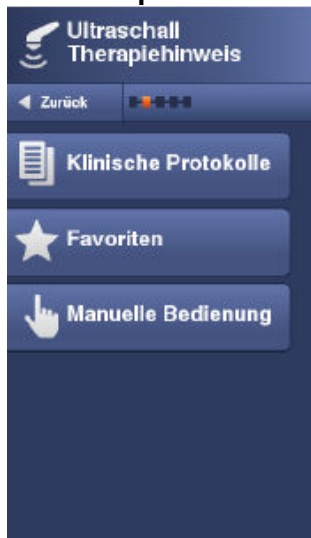 Ultraschall
Therapiehinweis
Zurück
Klinische Protokolle
Favoriten
Manuelle Bedienung